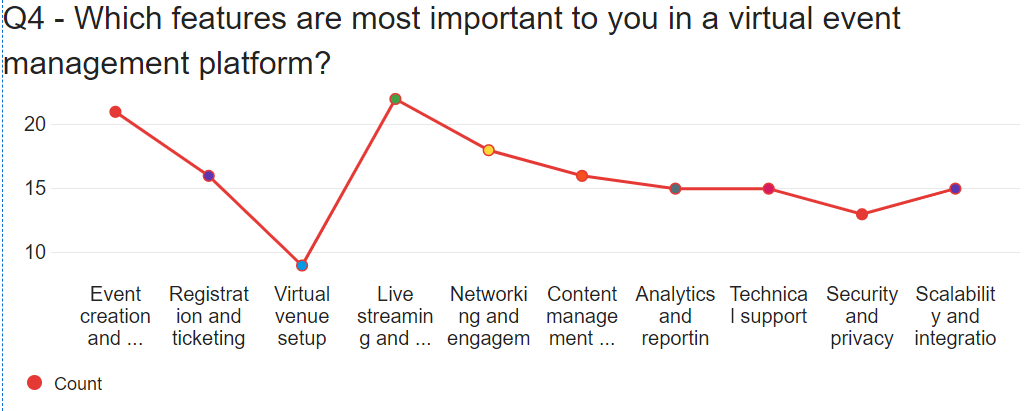 Q4 - Which features are most important to you in a virtual event
management platform?
20
15
10
Event
creation
and ...
Registrat
ion and
ticketing
Virtual
venue
setup
Live
streamin
g and ...
Networki
ng and
engagem
Content
manage
ment ...
Analytics
and
reportin
Technica
l support
Security
and
privacy
Scalabilit
y and
integratio
Count